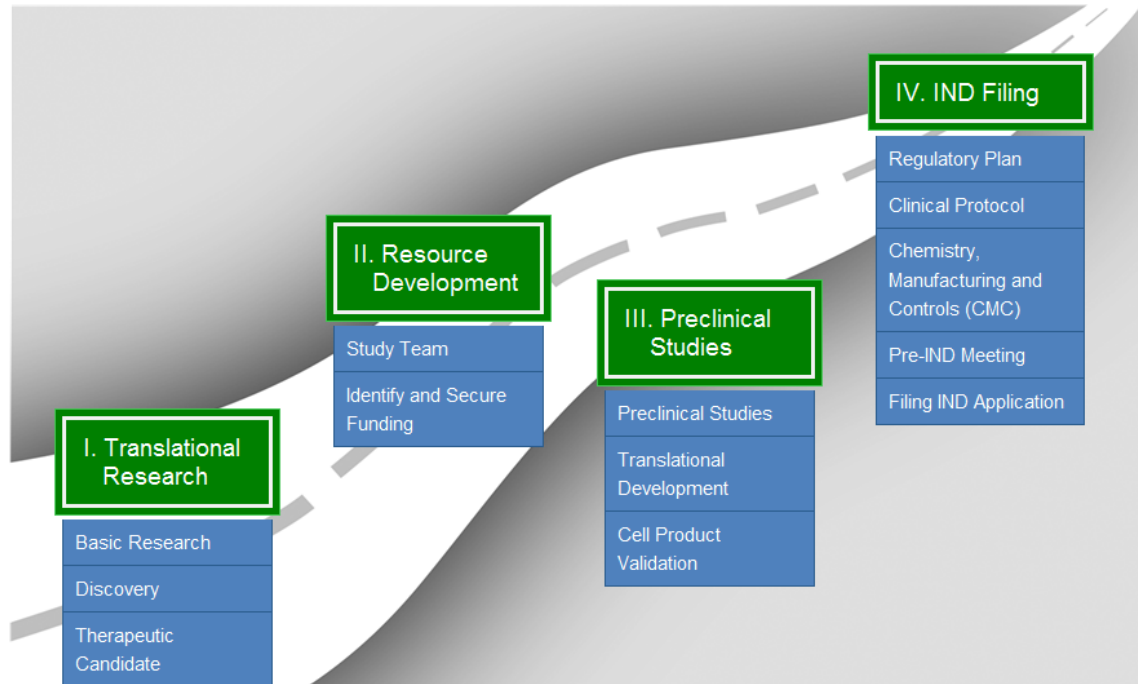 I. Translational
Research
Basic Research
Discovery
Therapeutic
Candidate
II. Resource
Development
Study Team
Identify and Secure
Funding
III. Preclinical
Studies
Preclinical Studies
Translational
Development
Cell Product
Validation
IV. IND Filing
Regulatory Plan
Clinical Protocol
Chemistry,
Manufacturing and
Controls (CMC)
Pre-IND Meeting
Filing IND Application